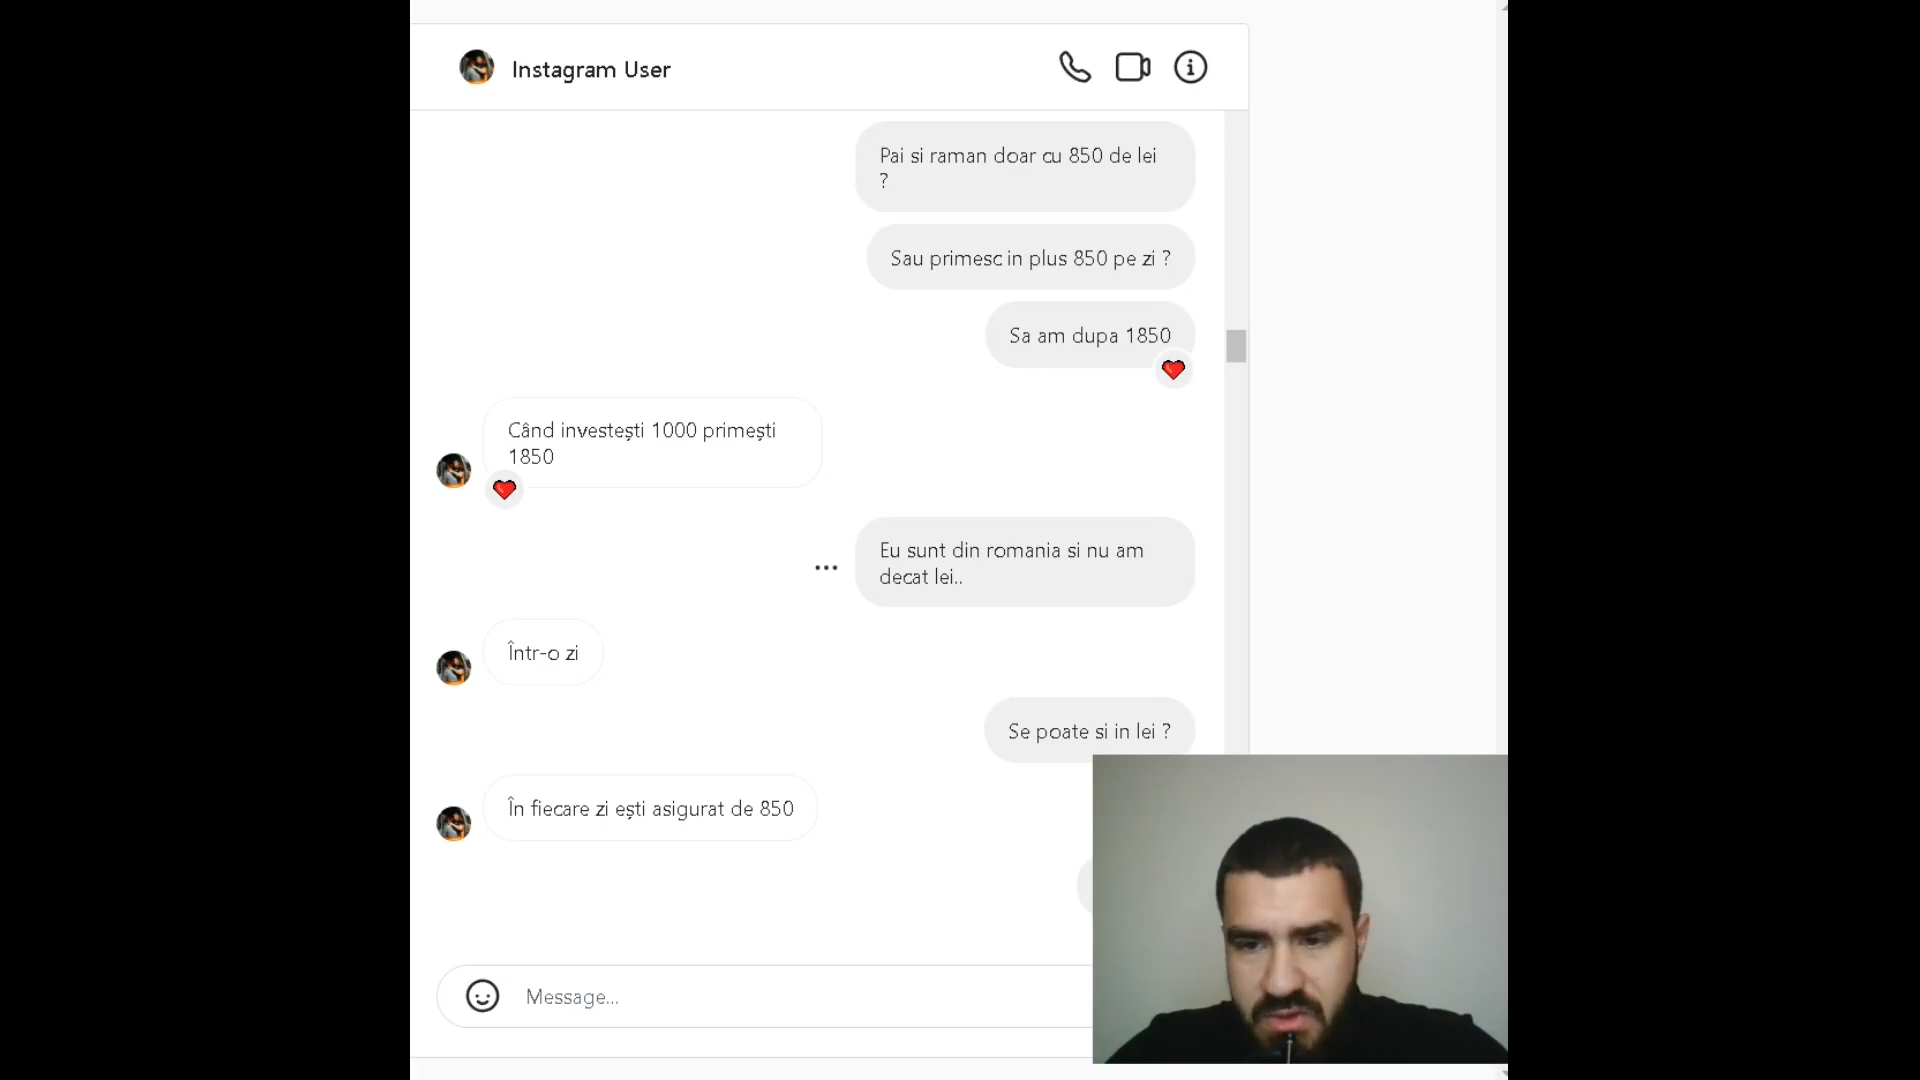 Instagram User
Pai si raman doar cu 850 de lei
?
Sau primesc in plus 850 pe zi ?
Sa am dupa 1850
Când investești 1000 primești
1850
Eu sunt din romania si nu am
decat lei..
Într-o zi
Se poate si in lei ?
În fiecare zi ești asigurat de 850
Message...